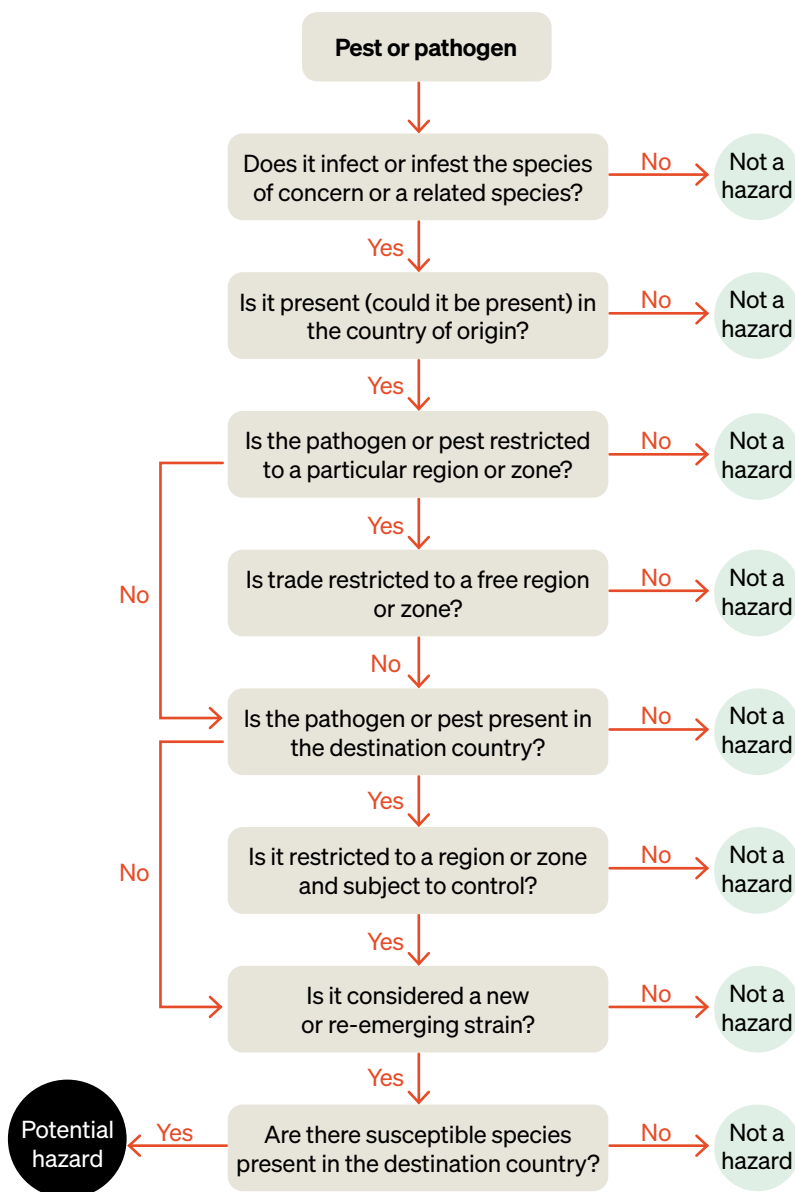 Pest or pathogen
Does it infect or infest the species
of concern or a related species?
No
Not a
hazard
Yes
Is it present (could it be present) in
the country of origin?
No
Not a
hazard
Yes
Is the pathogen or pest restricted
to a particular region or zone?
No
Not a
hazard
Yes
No
Is trade restricted to a free region
or zone?
No
Not a
hazard
No
Is the pathogen or pest present in
the destination country?
No
Not a
hazard
Yes
No
Is it restricted to a region or zone
and subject to control?
No
Not a
hazard
Yes
Is it considered a new
or re-emerging strain?
No
Not a
hazard
Yes
Potential
hazard
Yes
Are there susceptible species
present in the destination country?
No
Not a
hazard